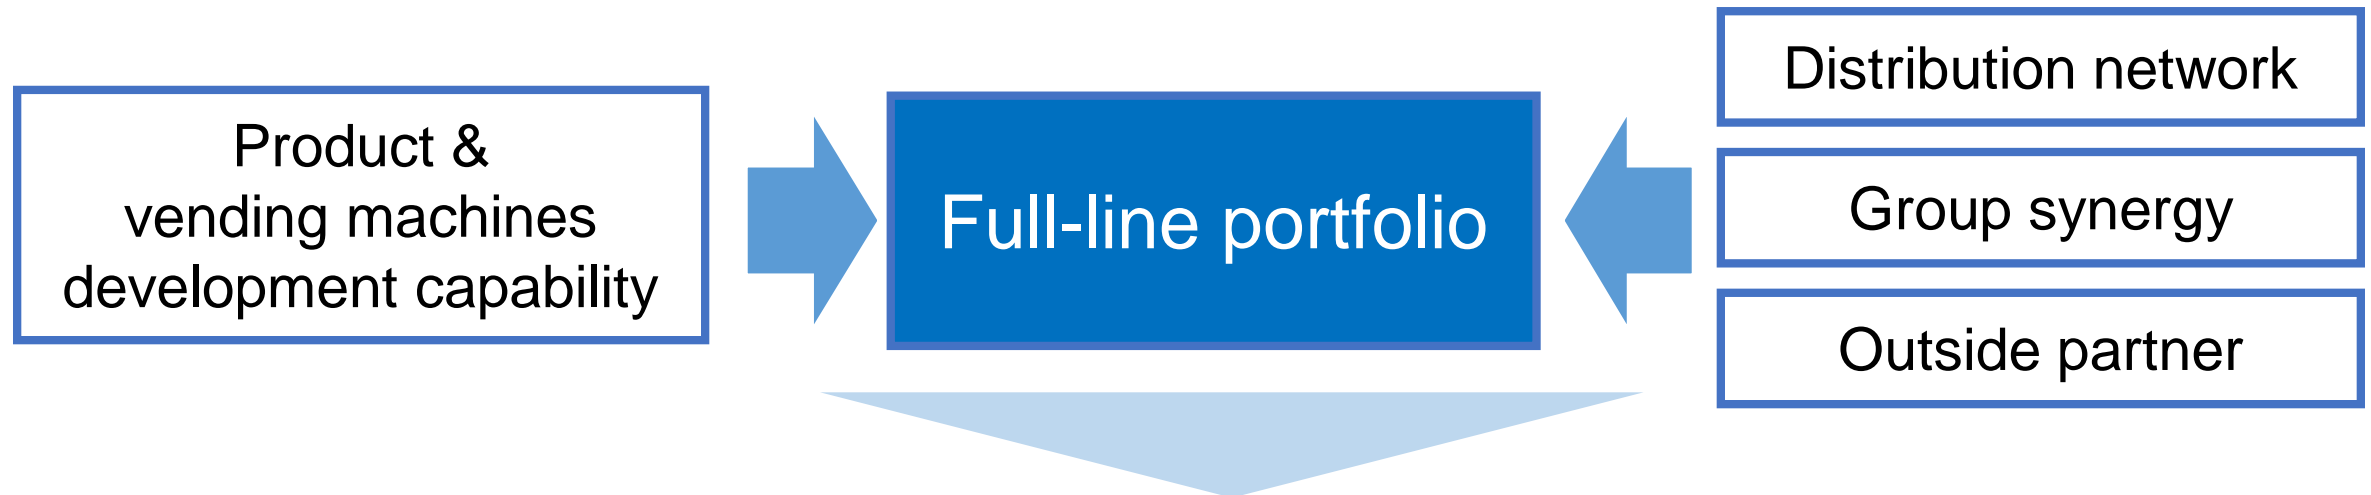 Product &
vending machines
development capability
Full-line portfolio
Distribution network
Group synergy
Outside partner